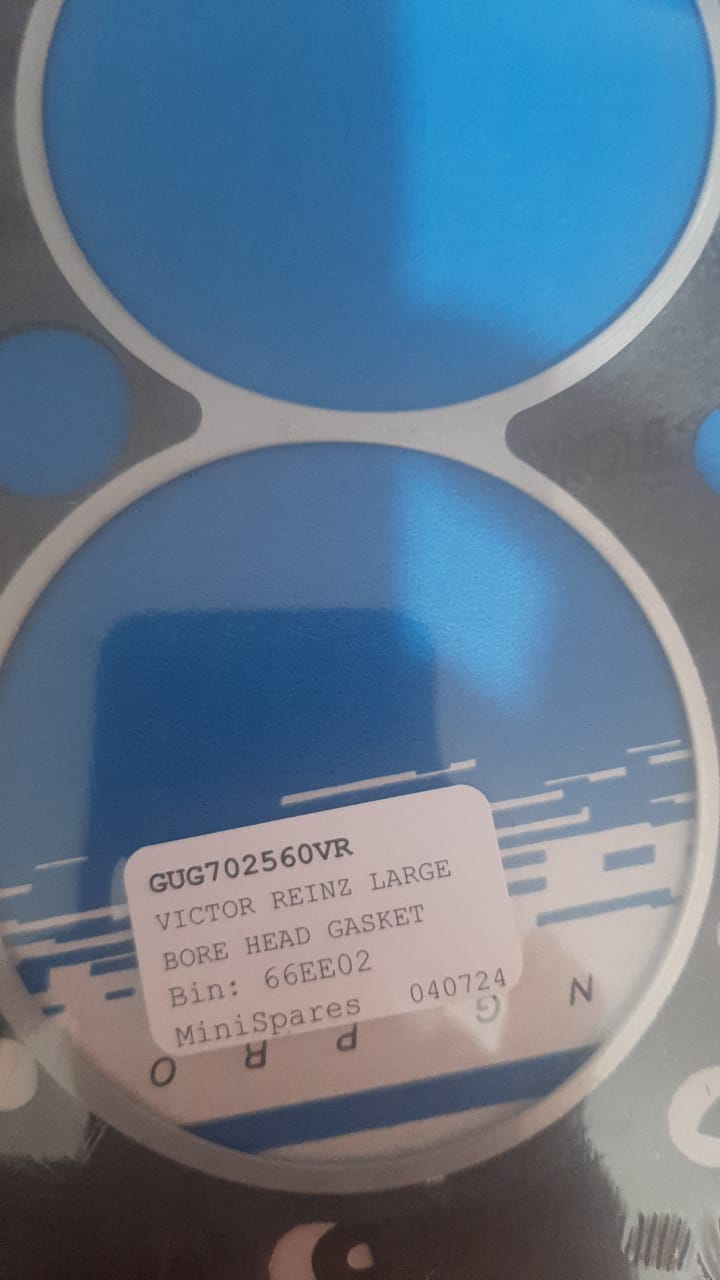 GUG702560VR
VICTOR REINZ LARGE
BORE HEAD GASKET
Bin: 66EE02
MiniSpares 040724